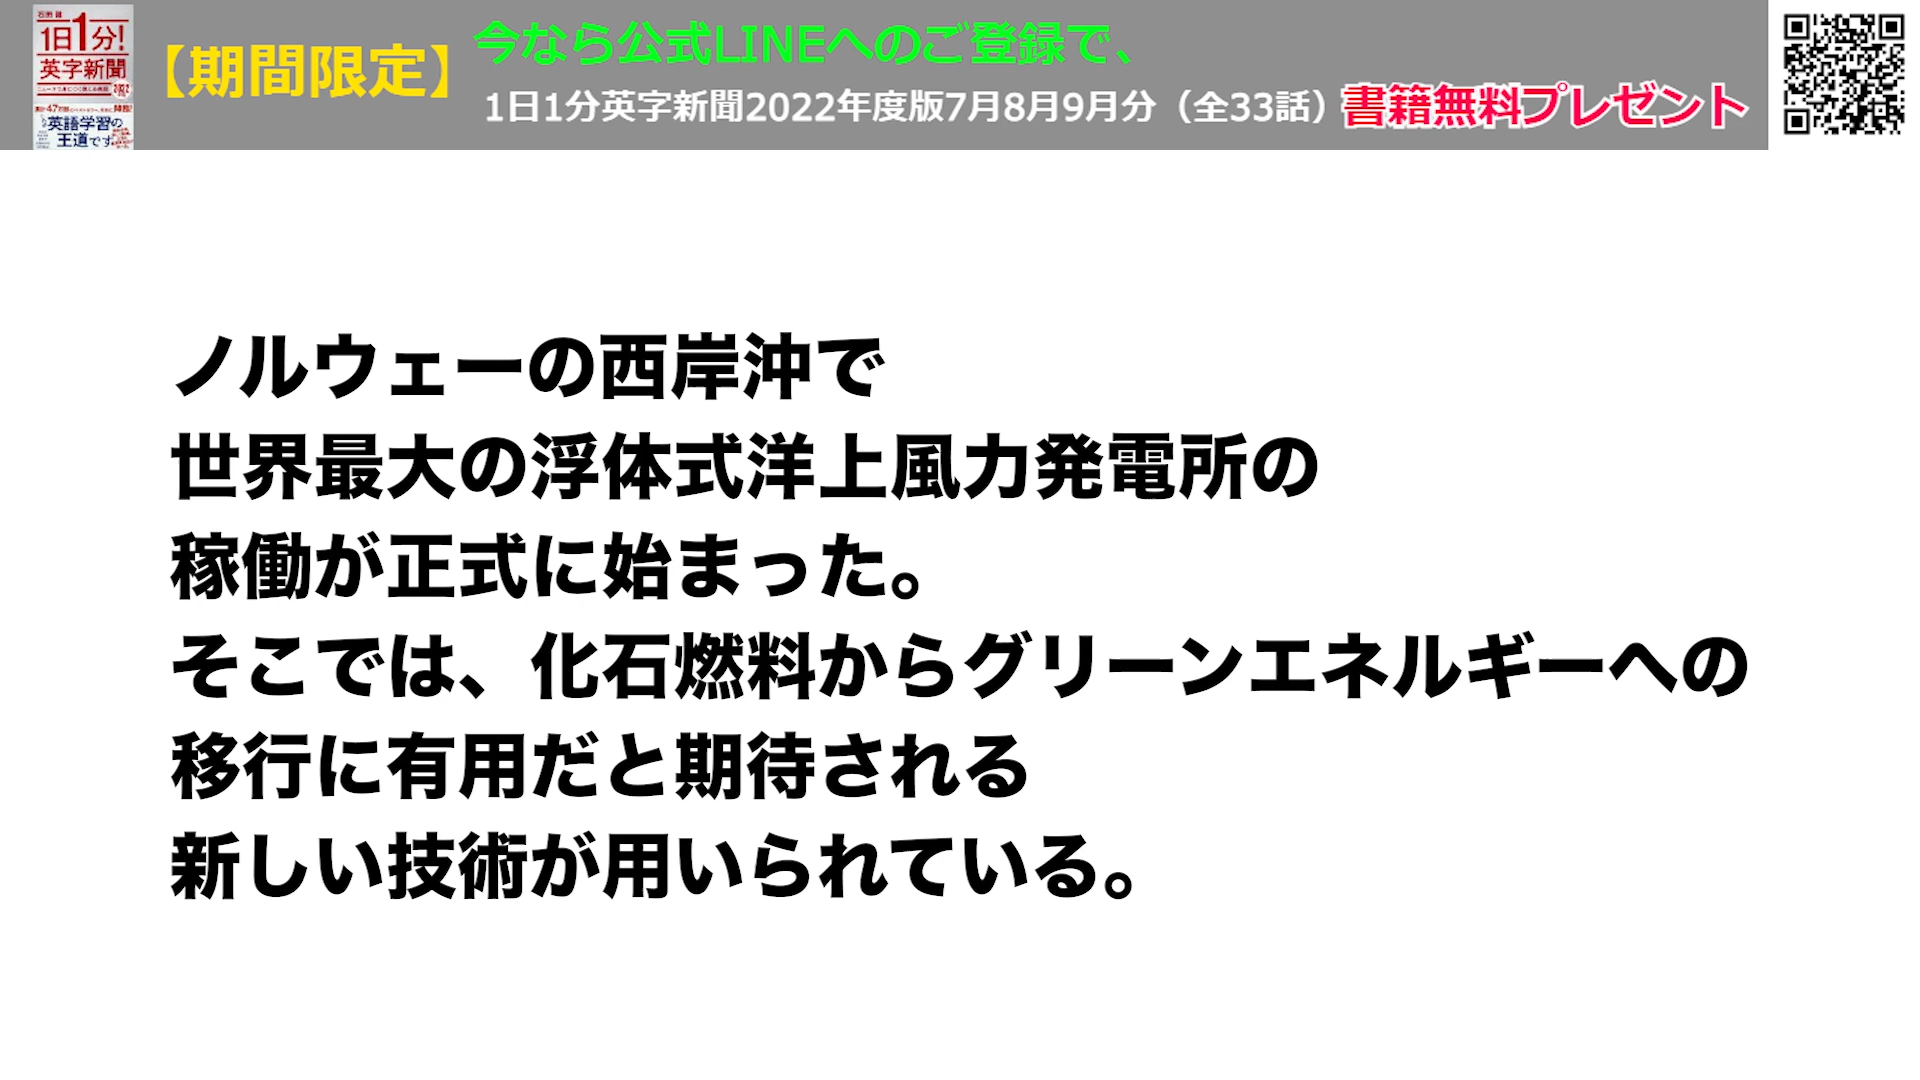 石田 健
1日1分!
英字新聞
2022
英語学習の
王道です
【期間限定】
今なら公式LINEへのご登録で、
1日1分英字新聞2022年度版7月8月9月分（全33話）書籍無料プレゼント
ノルウェーの西岸沖で
世界最大の浮体式洋上風力発電所の
稼働が正式に始まった。
そこでは、化石燃料からグリーンエネルギーへの
移行に有用だと期待される
新しい技術が用いられている。